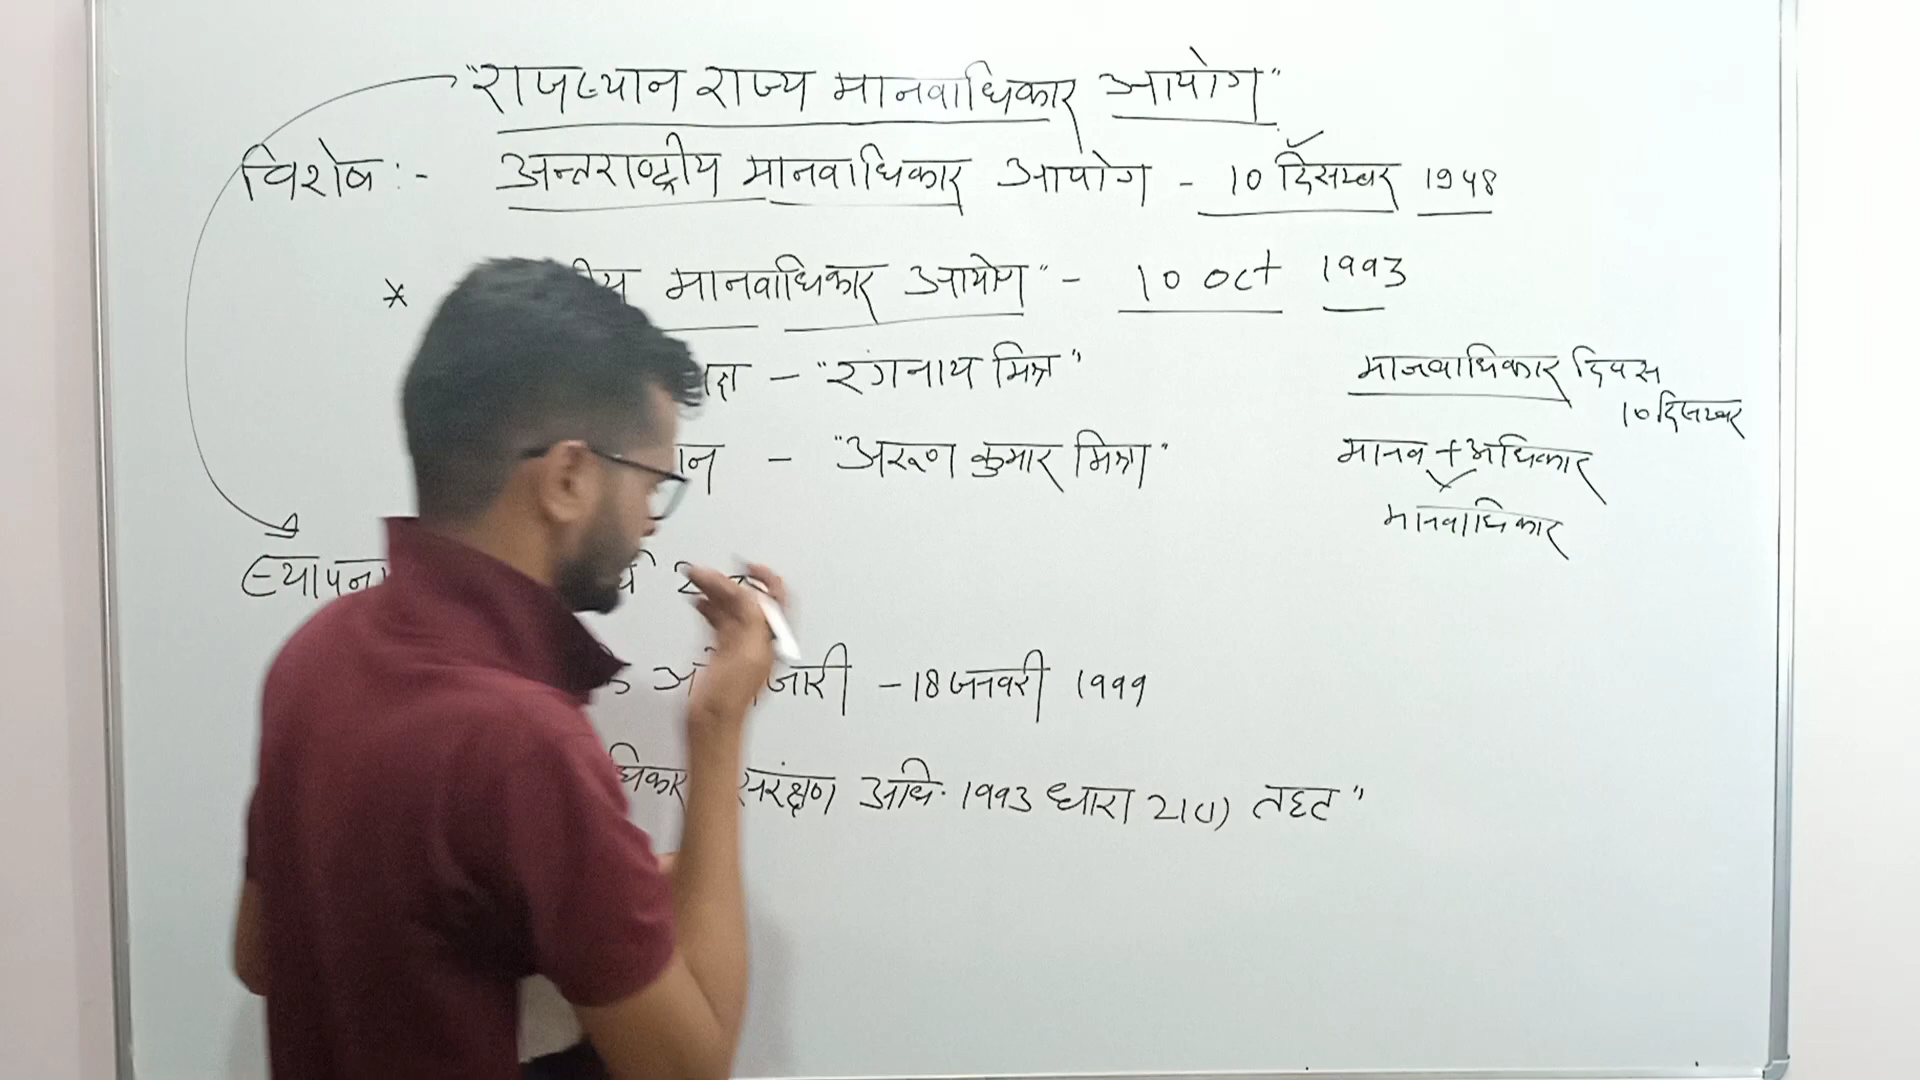 "राजस्थान राज्य मानवाधिकार आयोग"
विशेष :- अन्तराष्ट्रीय मानवाधिकार आयोग - 10 दिसम्बर 1948
* मानवाधिकार आयोग" - 10 oct 1993
- "रंगनाथ मिश्र"
मानवाधिकार दिवस
10 दिसम्बर
- "अरूण कुमार मिश्रा"
मानव + अधिकार
मानवाधिकार
स्थापना
जारी - 18 जनवरी 1999
संरक्षण अधि. 1993 धारा 21(1) तहत"